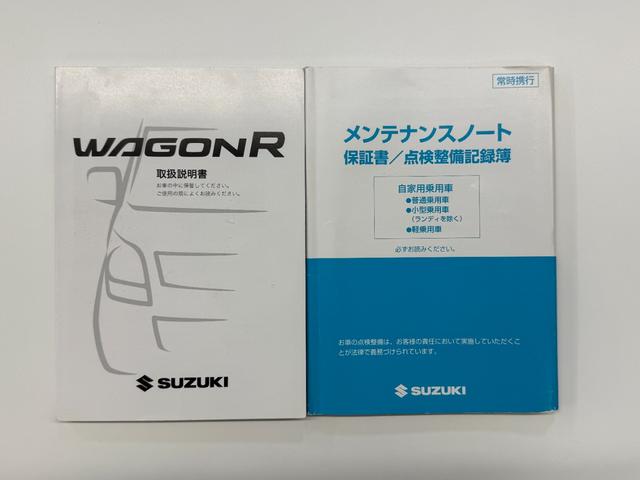 WAGONR
取扱説明書
お車の中に保管してください。
ご使用の前によくお読みください。
SUZUKI
常時携行
メンテナンスノート
保証書／点検整備記録簿
自家用乗用車
●普通乗用車
●小型乗用車
（ランディを除く）
●軽乗用車
必ずお読みください。
お車の点検整備は、お客様の責任において実施していただくこ
とが法律で義務づけられています。
SUZUKI